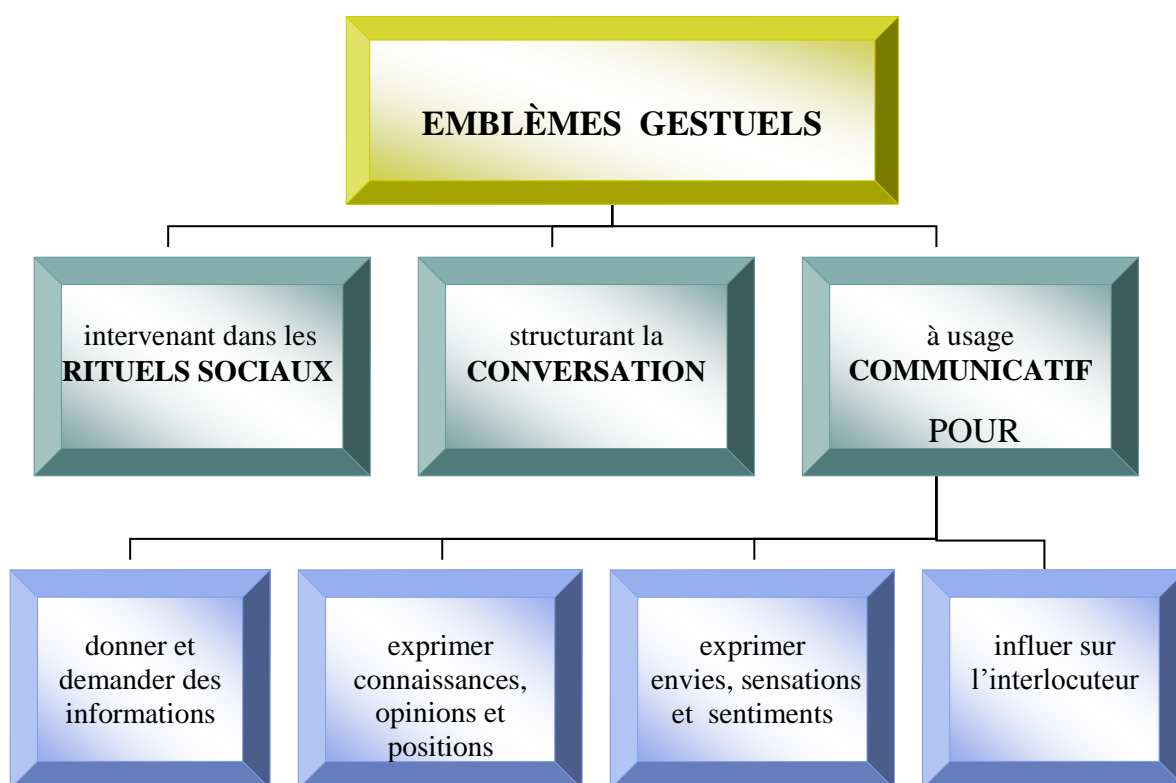 EMBLÈMES GESTUELS
intervenant dans les
RITUELS SOCIAUX
structurant la
CONVERSATION
à usage
COMMUNICATIF
POUR
donner et
demander des
informations
exprimer
connaissances,
opinions et
positions
exprimer
envies, sensations
et sentiments
influer sur
l’interlocuteur